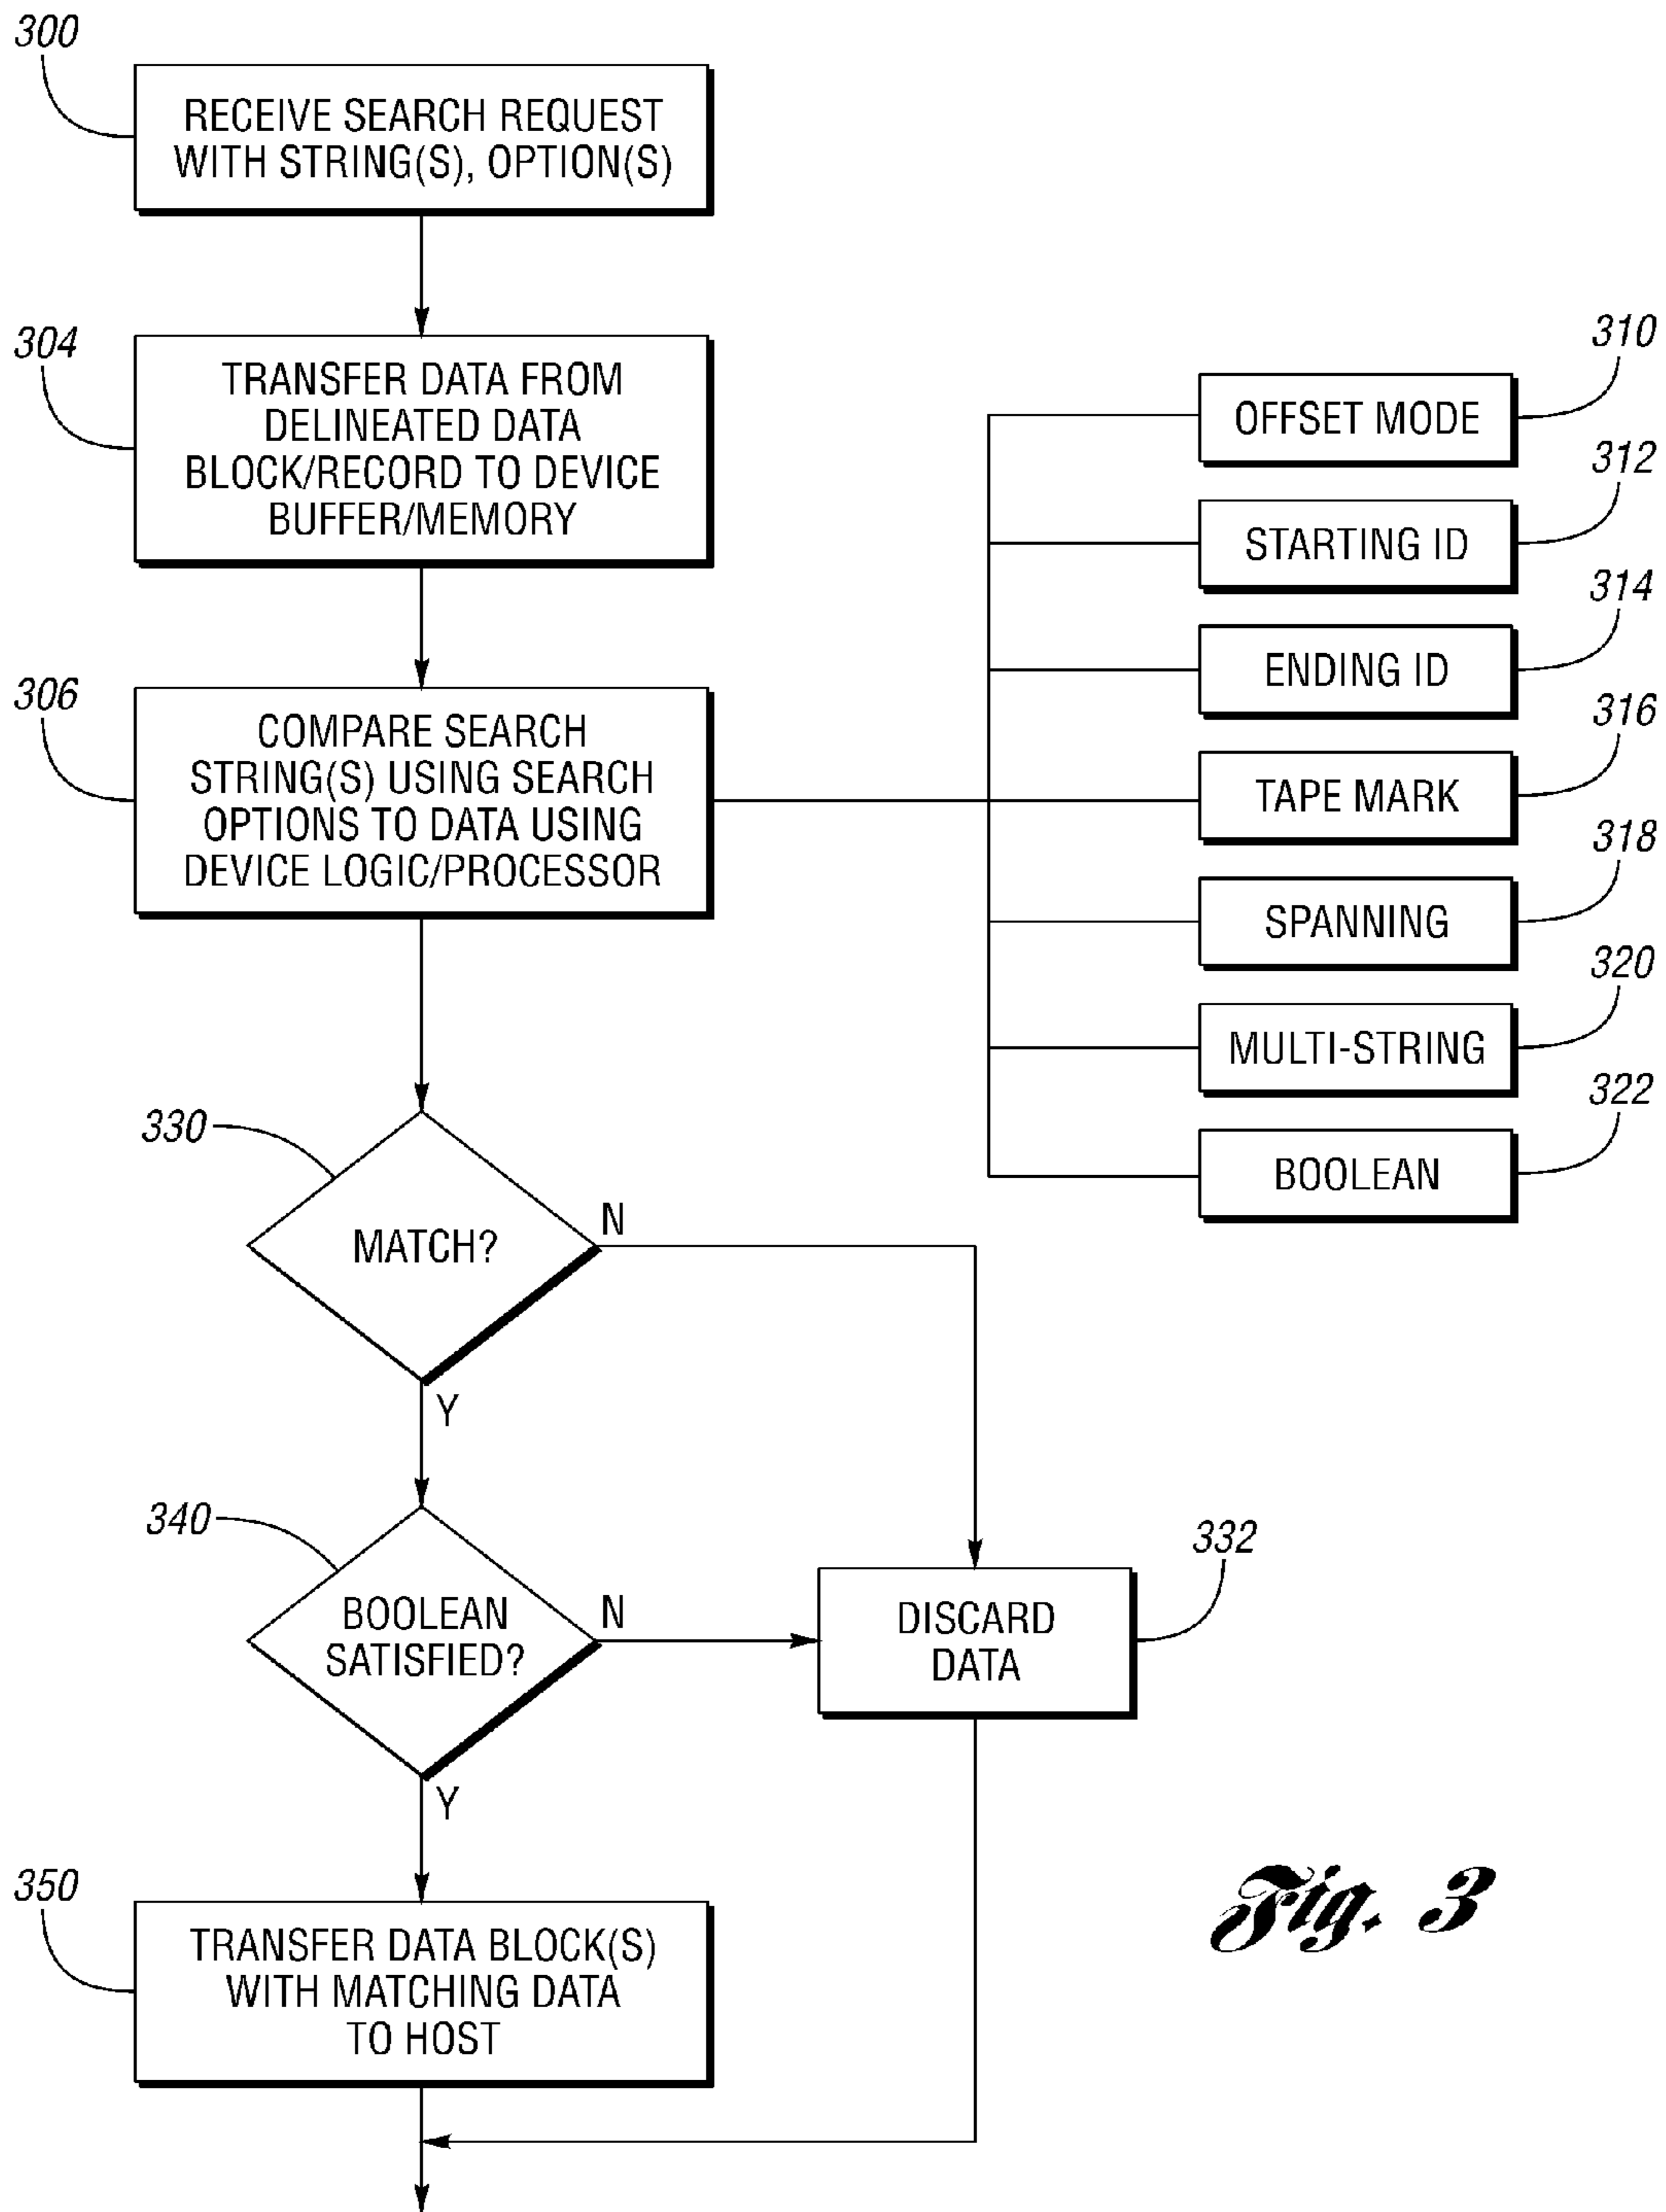 300
RECEIVE SEARCH REQUEST
WITH STRING(S), OPTION(S)
304
TRANSFER DATA FROM
DELINEATED DATA
BLOCK/RECORD TO DEVICE
BUFFER/MEMORY
306
COMPARE SEARCH
STRING(S) USING SEARCH
OPTIONS TO DATA USING
DEVICE LOGIC/PROCESSOR
310
OFFSET MODE
312
STARTING ID
314
ENDING ID
316
TAPE MARK
318
SPANNING
320
MULTI-STRING
322
BOOLEAN
330
MATCH?
N
Y
340
BOOLEAN
SATISFIED?
N
Y
332
DISCARD
DATA
350
TRANSFER DATA BLOCK(S)
WITH MATCHING DATA
TO HOST
Fig. 3